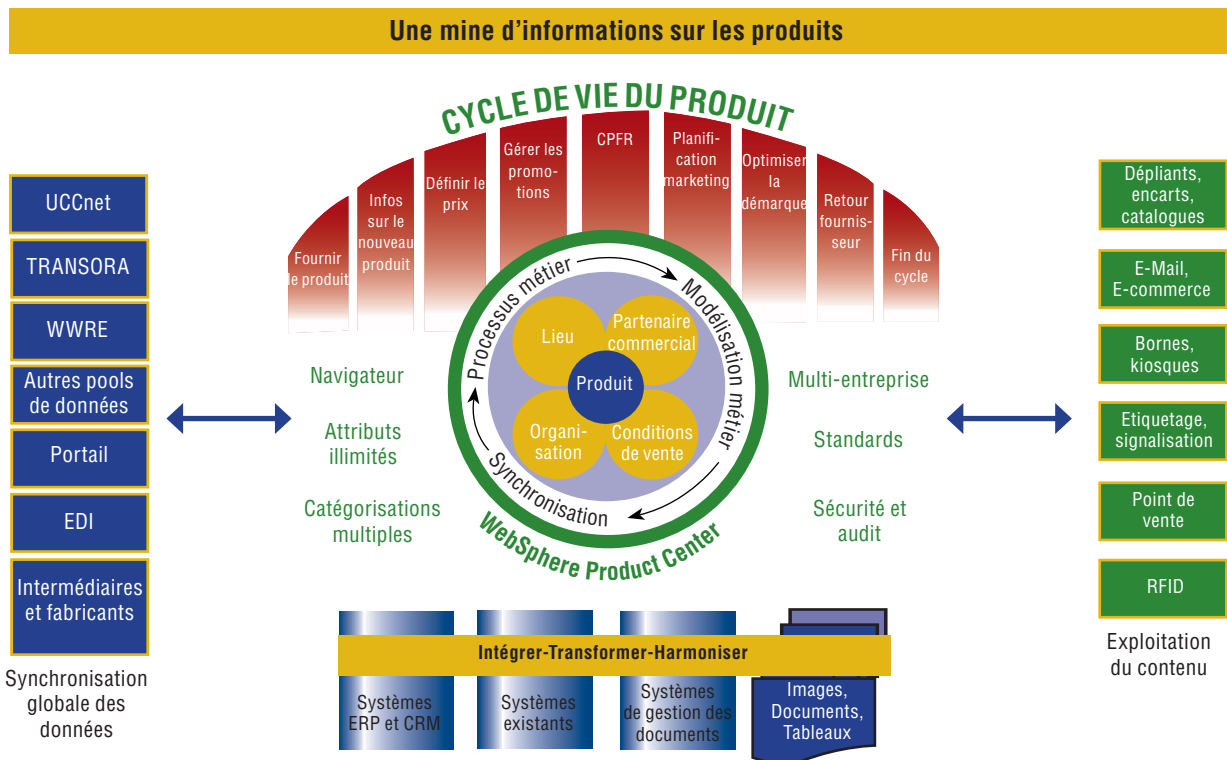 Une mine d'informations sur les produits
CYCLE DE VIE DU PRODUIT
Fournir
le produit
Infos
sur le
nouveau
produit
Définir le
prix
Gérer les
promo-
tions
CPFR
Planifi-
cation
marketing
Optimiser
la
démarque
Retour
fournis-
seur
Fin du
cycle
UCCnet
TRANSORA
WWRE
Autres pools
de données
Portail
EDI
Intermédiaires
et fabricants
Synchronisation
globale des
données
Navigateur
Attributs
illimités
Catégorisations
multiples
Processus métier
Modélisation métier
Synchronisation
Lieu
Partenaire
commercial
Produit
Organi-
sation
Conditions
de vente
WebSphere Product Center
Multi-entreprise
Standards
Sécurité et
audit
Dépliants,
encarts,
catalogues
E-Mail,
E-commerce
Bornes,
kiosques
Etiquetage,
signalisation
Point de
vente
RFID
Exploitation
du contenu
Intégrer-Transformer-Harmoniser
Systèmes
ERP et CRM
Systèmes
existants
Systèmes
de gestion des
documents
Images,
Documents,
Tableaux